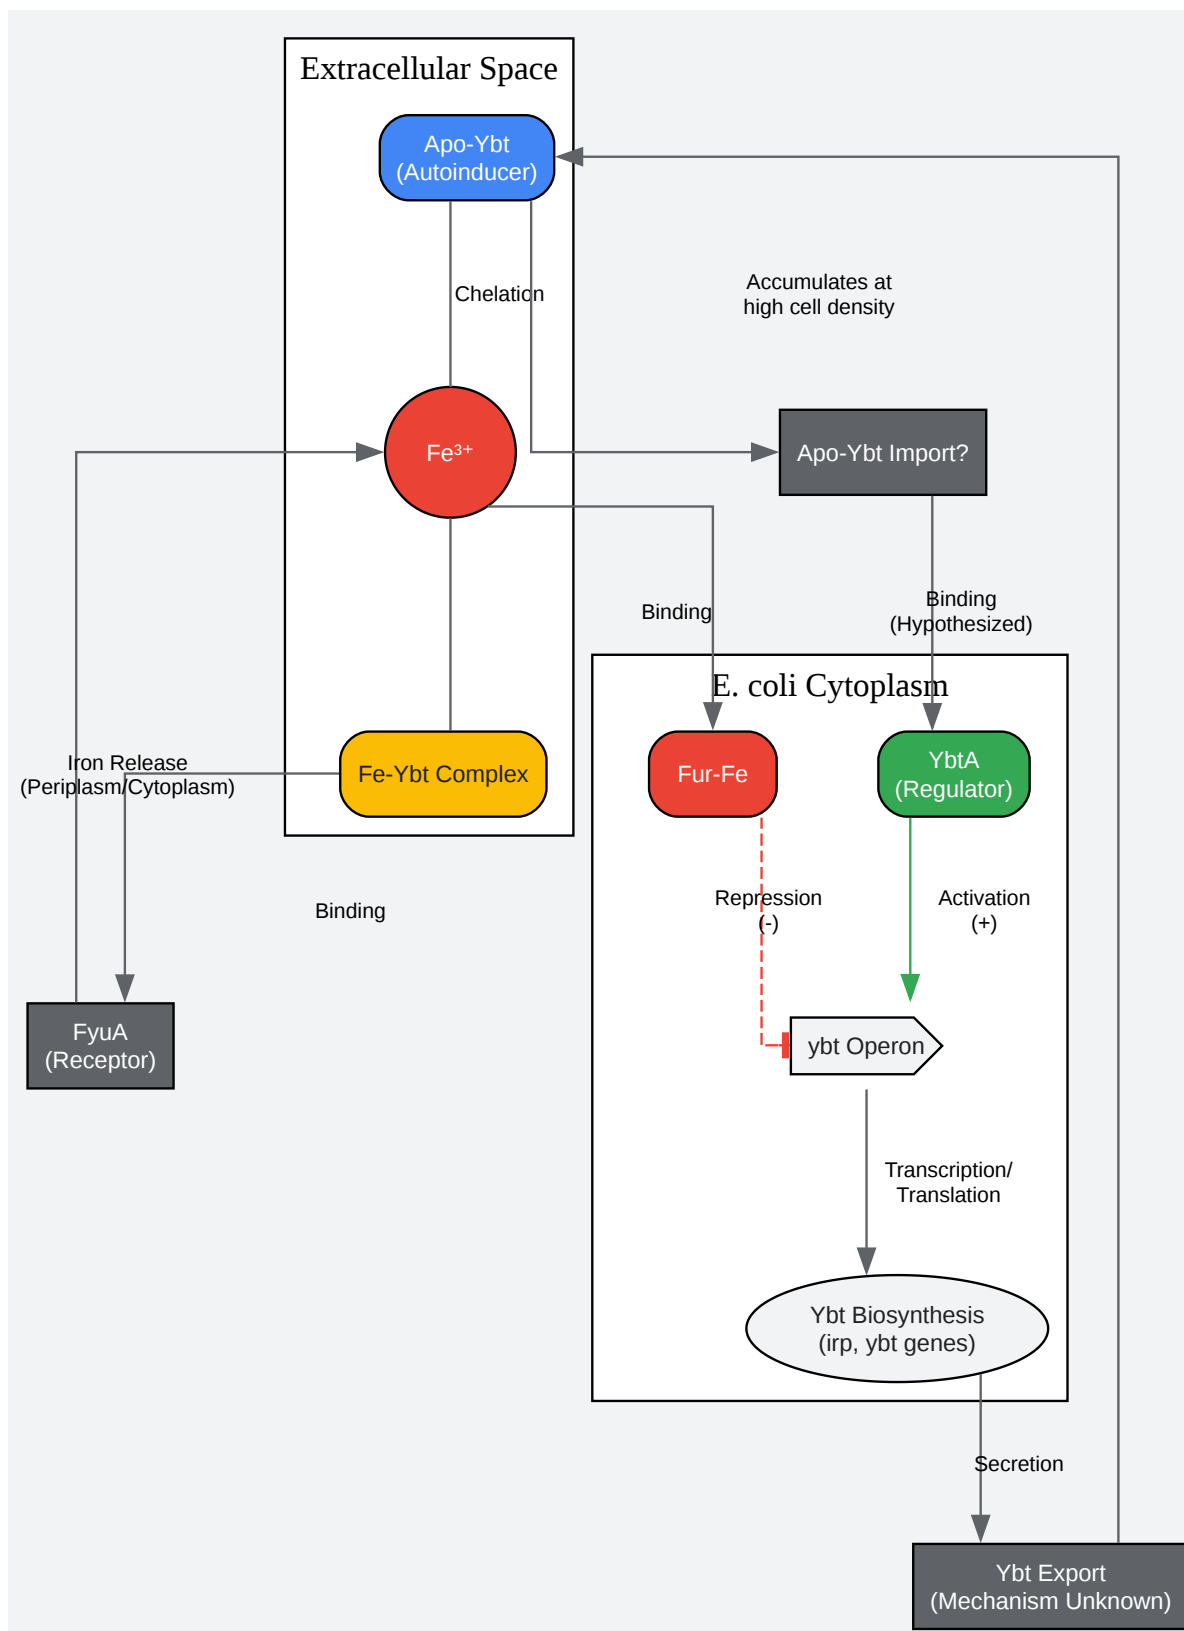 Extracellular Space
Apo-Ybt
(Autoinducer)
Chelation
Accumulates at
high cell density
Fe³⁺
Apo-Ybt Import?
Binding
Binding
(Hypothesized)
E. coli Cytoplasm
Iron Release
(Periplasm/Cytoplasm)
Fe-Ybt Complex
Fur-Fe
YbtA
(Regulator)
Binding
Repression
(-)
Activation
(+)
FyuA
(Receptor)
ybt Operon
Transcription/
Translation
Ybt Biosynthesis
(irp, ybt genes)
Secretion
Ybt Export
(Mechanism Unknown)